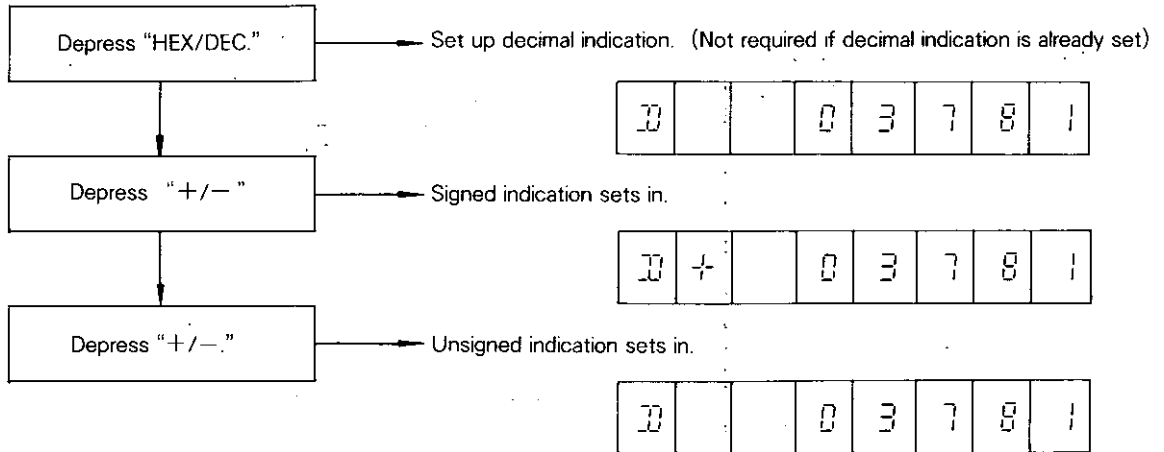 Depress "HEX/DEC."
Set up decimal indication. (Not required if decimal indication is already set)
D 0 3 7 8 1
Depress "+/− "
Signed indication sets in.
D + 0 3 7 8 1
Depress "+/−."
Unsigned indication sets in.
D 0 3 7 8 1